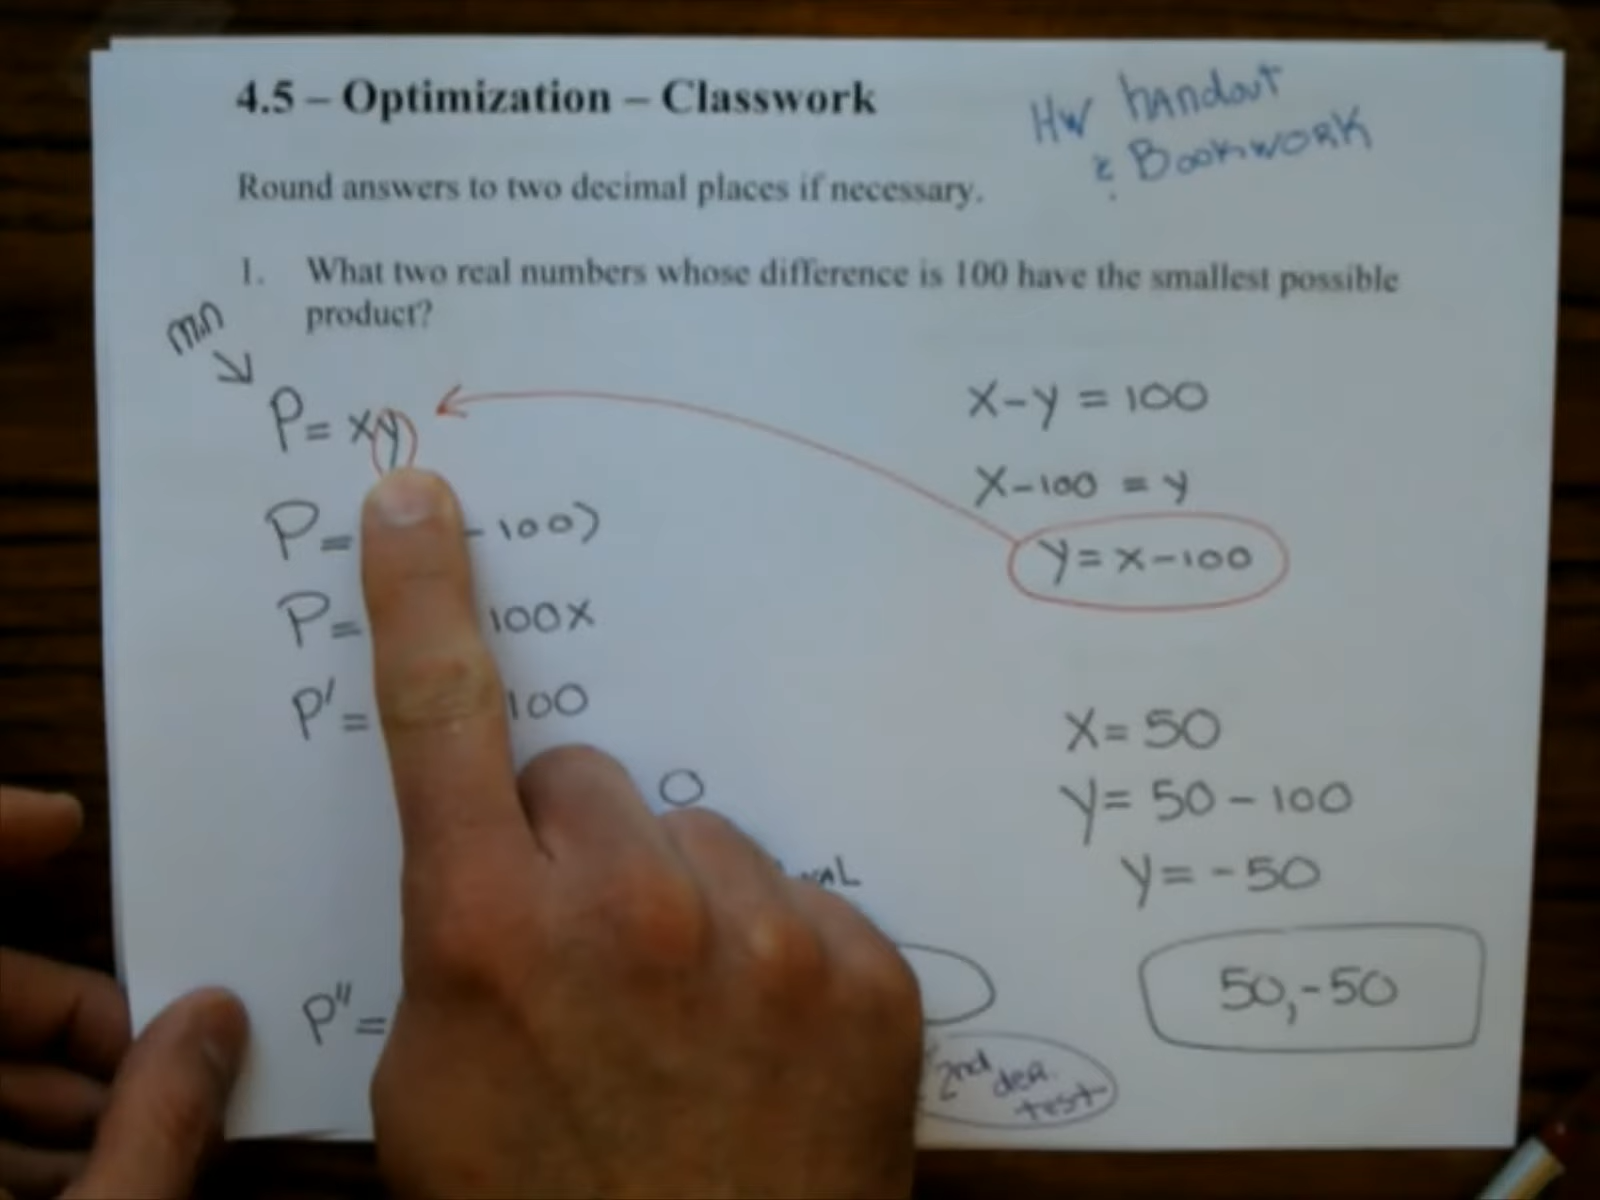 4.5 – Optimization – Classwork
HW handout
& Bookwork
Round answers to two decimal places if necessary.
1. What two real numbers whose difference is 100 have the smallest possible
product?
min
P = xy
x-y = 100
x-100 = y
P= -100)
y = x-100
P= 100x
P' = 100
x = 50
0
y = 50 - 100
y = -50
P" =
50,-50
2nd der.
test